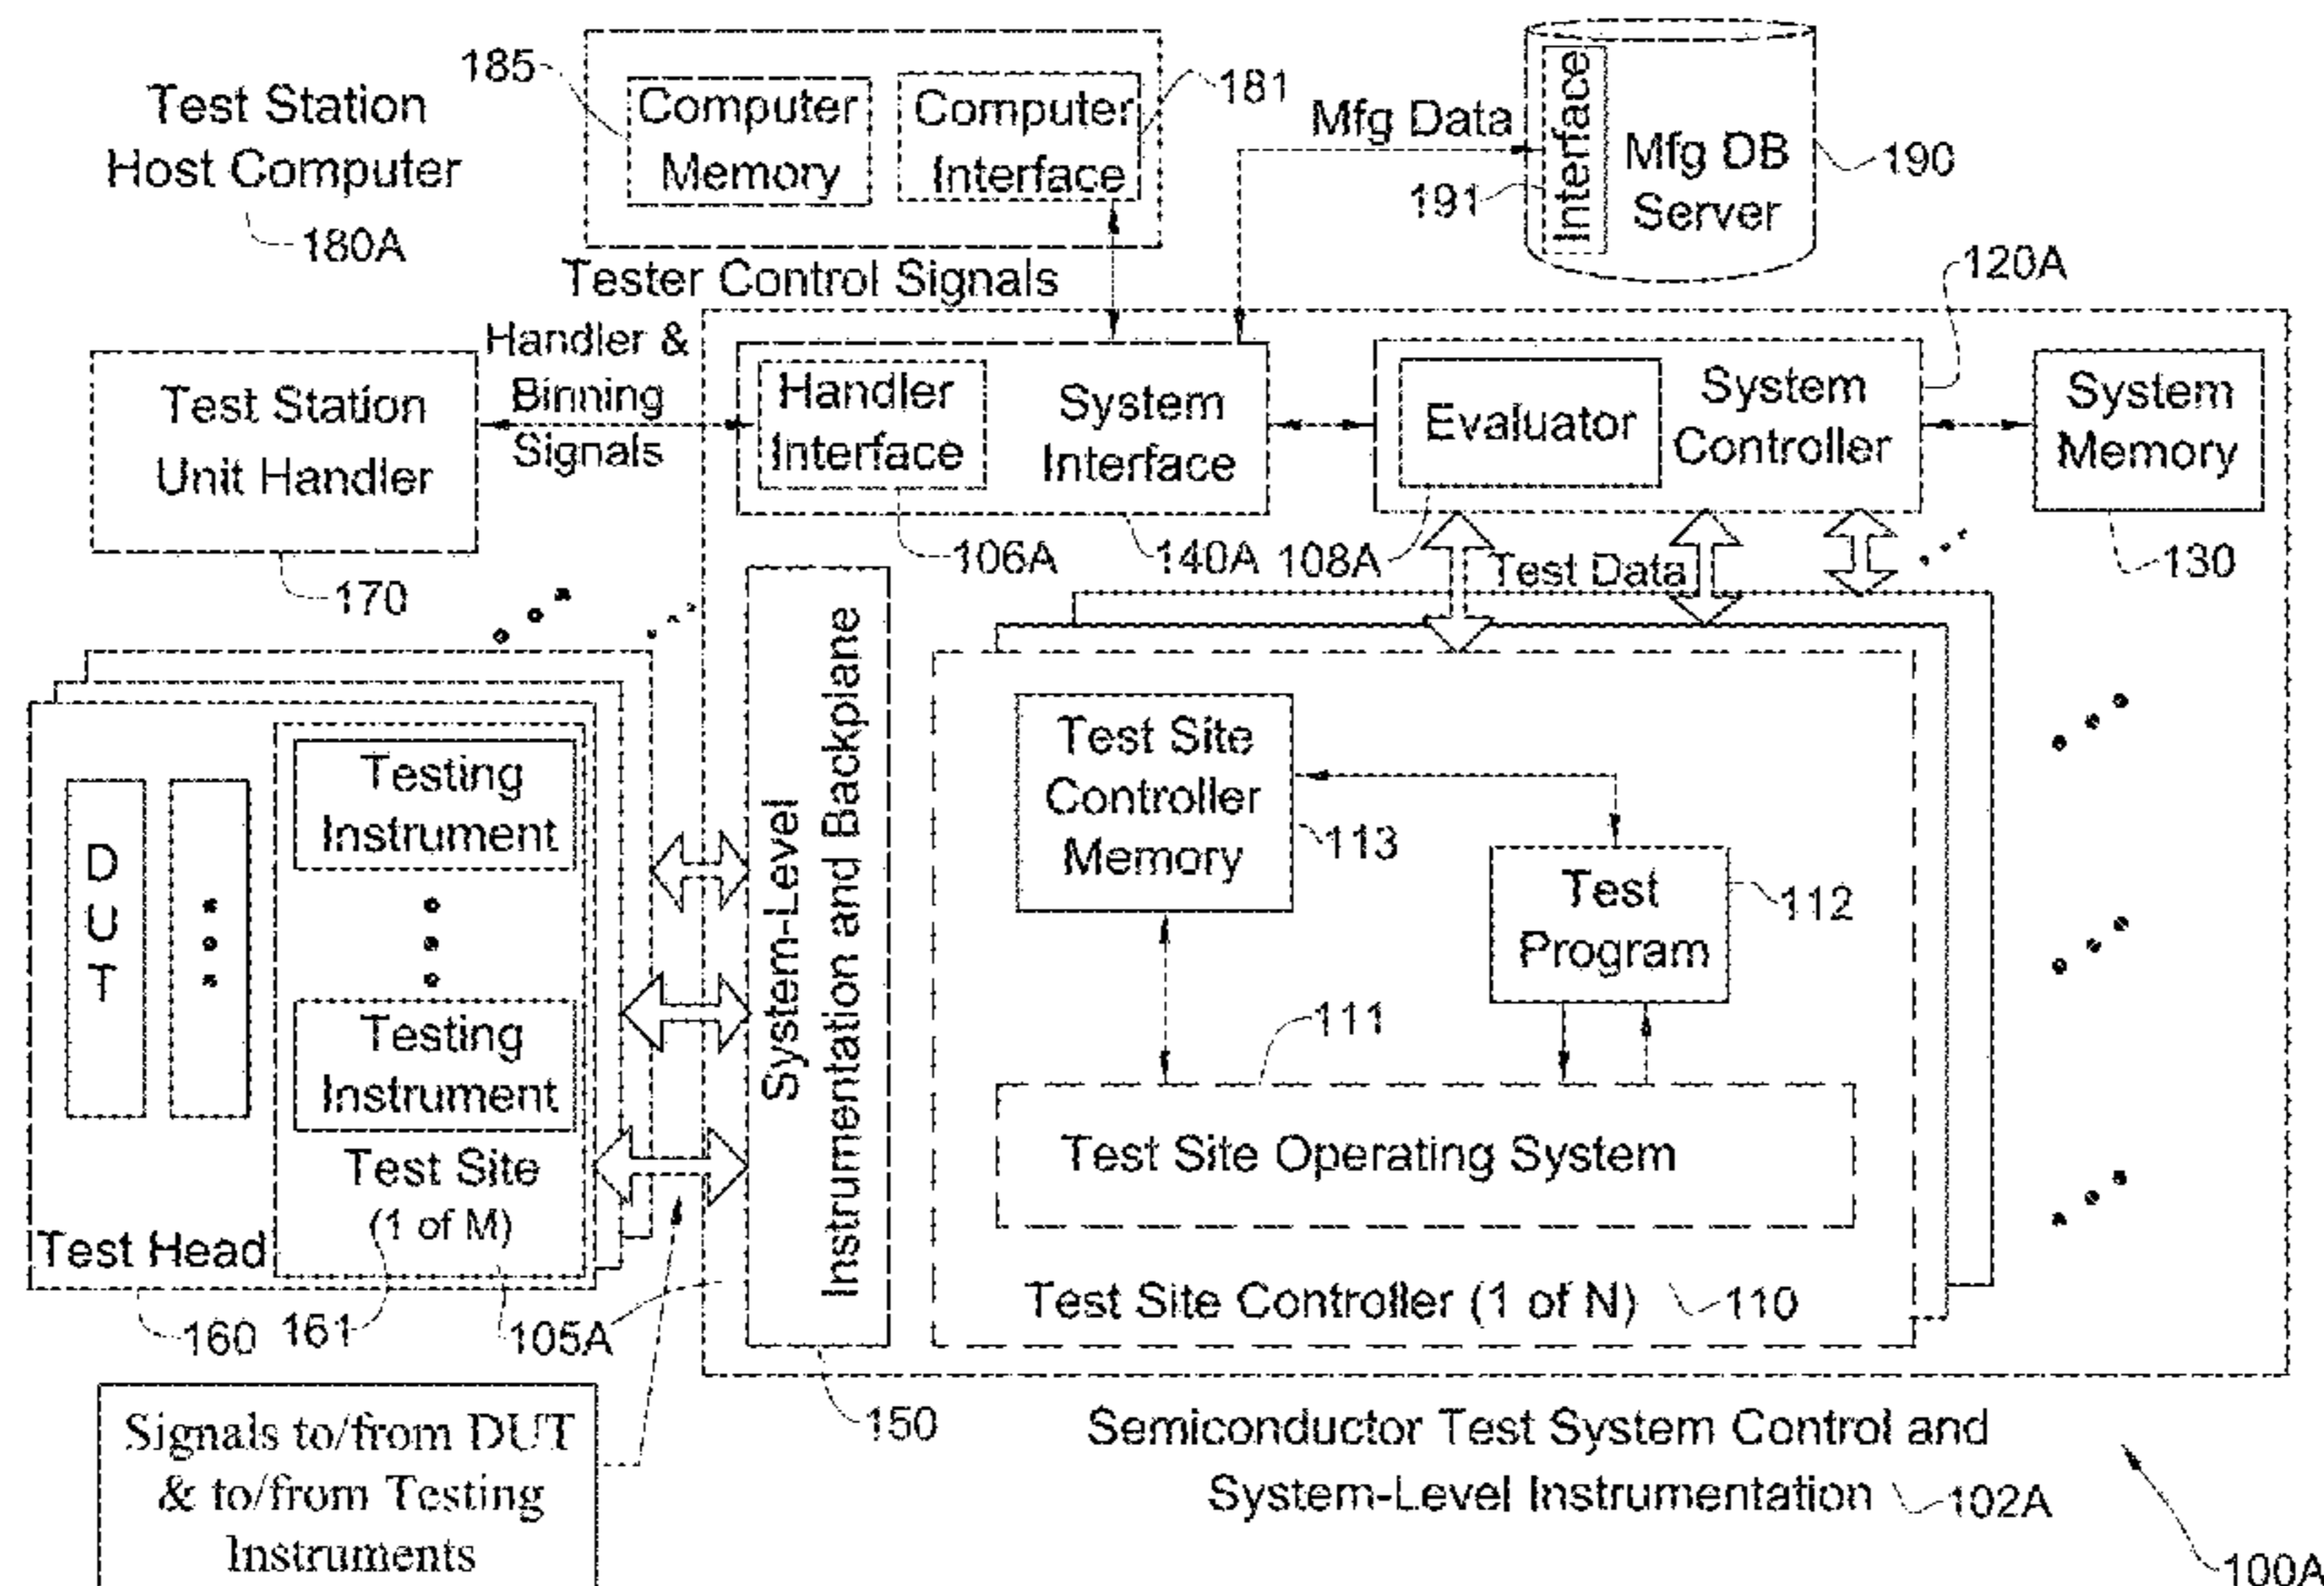 Test Station
Host Computer
180A
185
Computer
Memory
Computer
Interface
181
Mfg Data
191
Interface
Mfg DB
Server
190
Tester Control Signals
120A
Handler &
Binning
Signals
Test Station
Unit Handler
170
Handler
Interface
System
Interface
106A
140A
Evaluator
System
Controller
108A
System
Memory
130
Test Data
D
U
T
Testing
Instrument
Testing
Instrument
Test Site
(1 of M)
Test Head
160
161
105A
System-Level
Instrumentation and Backplane
150
Test Site
Controller
Memory
113
Test
Program
112
111
Test Site Operating System
Test Site Controller (1 of N)
110
Signals to/from DUT
& to/from Testing
Instruments
Semiconductor Test System Control and
System-Level Instrumentation
102A
100A